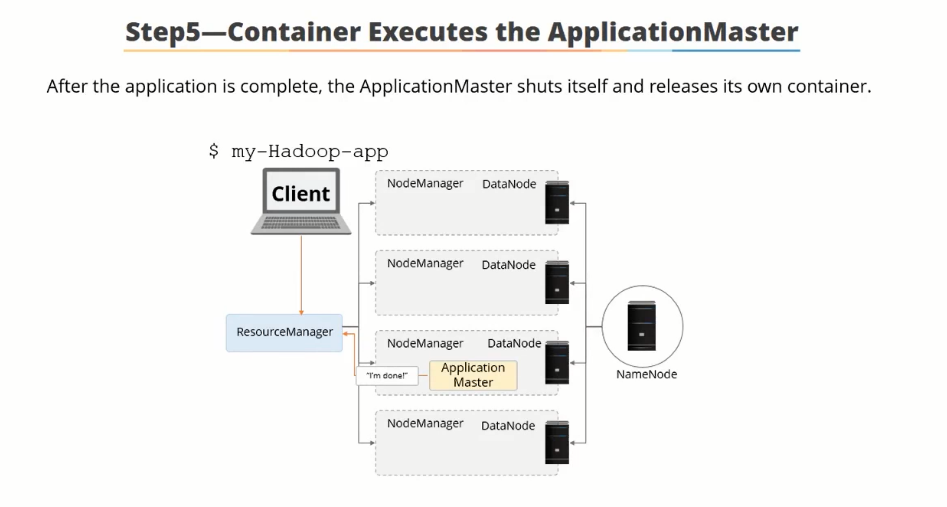 Step5—Container Executes the ApplicationMaster
After the application is complete, the ApplicationMaster shuts itself and releases its own container.
$ my-Hadoop-app
Client
NodeManager DataNode
NodeManager DataNode
ResourceManager
NodeManager DataNode
"I'm done!"
Application
Master
NameNode
NodeManager DataNode